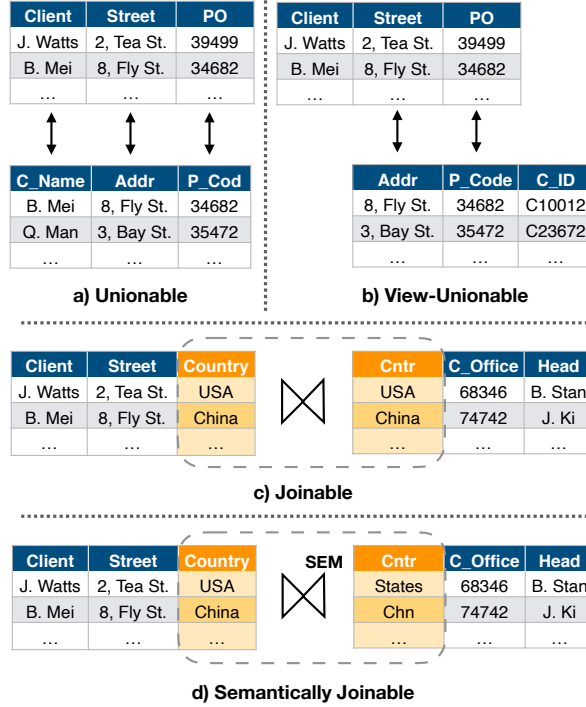 Client Street PO
J. Watts 2, Tea St. 39499
B. Mei 8, Fly St. 34682
… … …
C_Name Addr P_Cod
B. Mei 8, Fly St. 34682
Q. Man 3, Bay St. 35472
… … …
a) Unionable
Client Street PO
J. Watts 2, Tea St. 39499
B. Mei 8, Fly St. 34682
… … …
Addr P_Code C_ID
8, Fly St. 34682 C10012
3, Bay St. 35472 C23672
… … …
b) View-Unionable
Client Street Country
J. Watts 2, Tea St. USA
B. Mei 8, Fly St. China
… … …
Cntr C_Office Head
USA 68346 B. Stan
China 74742 J. Ki
… … …
c) Joinable
Client Street Country
J. Watts 2, Tea St. USA
B. Mei 8, Fly St. China
… … …
SEM
Cntr C_Office Head
States 68346 B. Stan
Chn 74742 J. Ki
… … …
d) Semantically Joinable